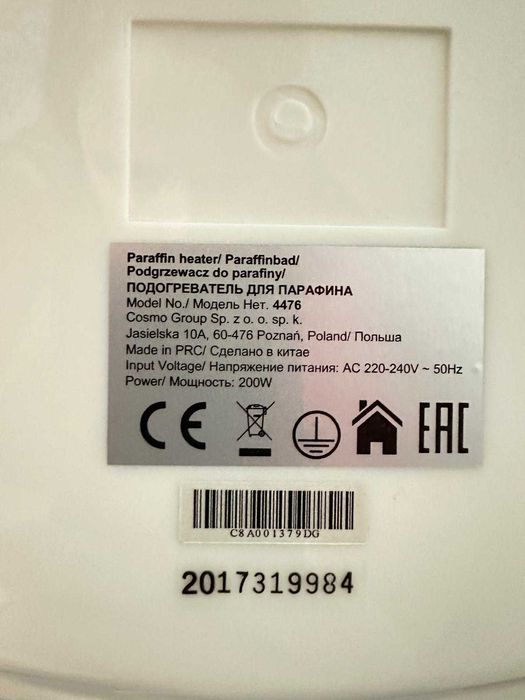 Paraffin heater/ Paraffinbad/
Podgrzewacz do parafiny/
ПОДОГРЕВАТЕЛЬ ДЛЯ ПАРАФИНА
Model No./ Модель Нет. 4476
Cosmo Group Sp. z o. o. sp. k.
Jasielska 10A, 60-476 Poznań, Poland/ Польша
Made in PRC/ Сделано в китае
Input Voltage/ Напряжение питания: AC 220-240V ~ 50Hz
Power/ Мощность: 200W
CE EAC
C8A001379DG
2017319984